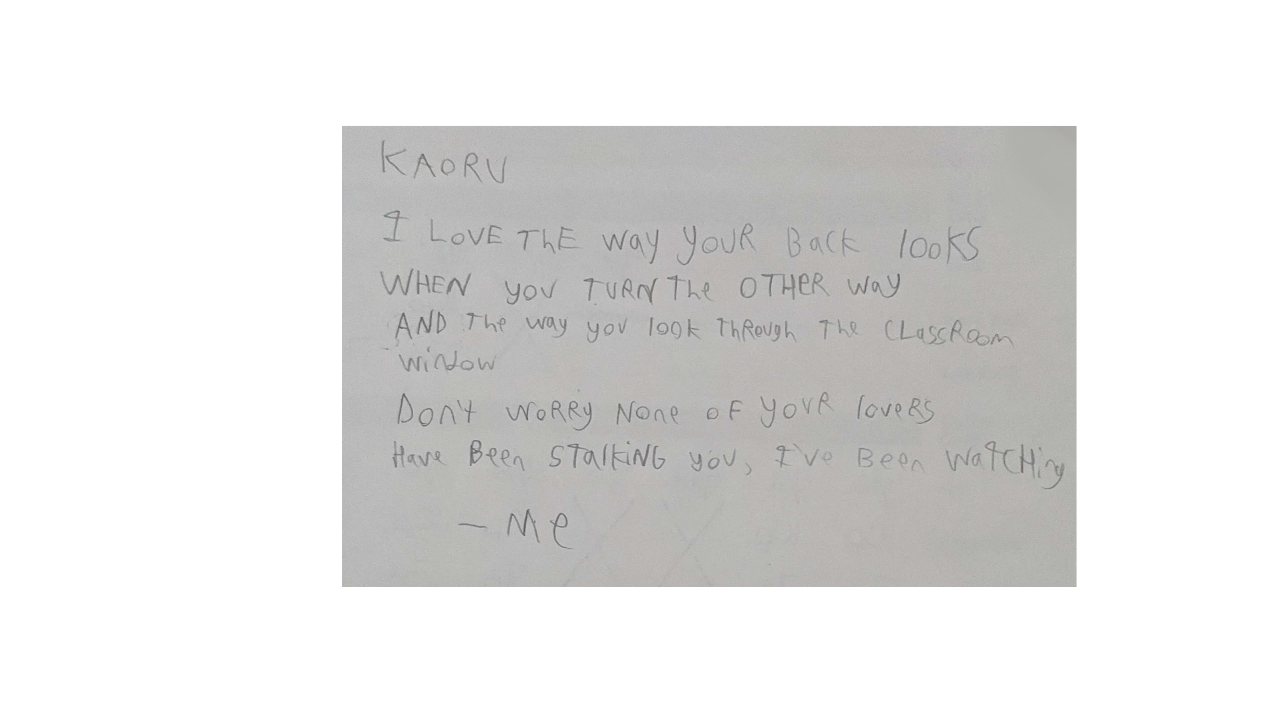 KAORU
I LOVE THE Way YOUR Back looKS
WHEN you TURN The OTHER way
AND The way you look ThRough The CLassRoom
window
Don't WoRRy None oF YOUR loveRS
Have Been STalkiNG you, I've Been WatCHing
- Me